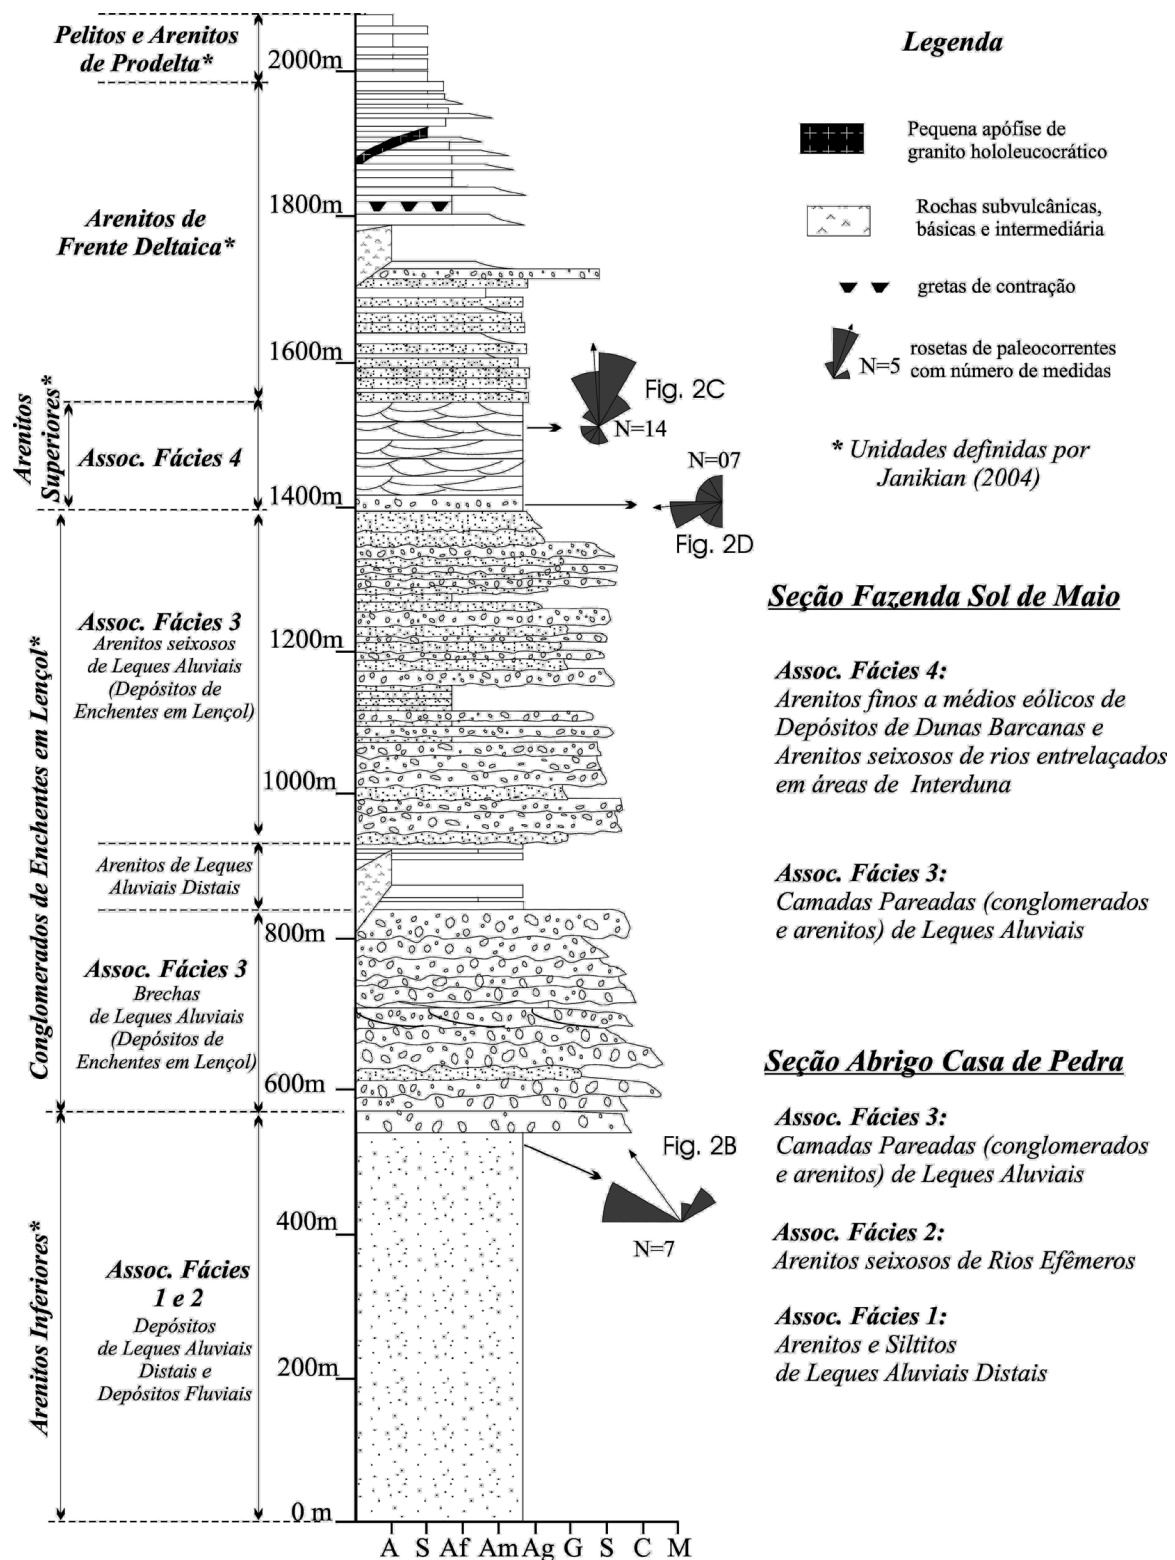 Pelitos e Arenitos
de Prodelta*
Arenitos de
Frente Deltaica*
Arenitos
Superiores*
Assoc. Fácies 4
Conglomerados de Enchentes em Lençol*
Assoc. Fácies 3
Arenitos seixosos
de Leques Aluviais
(Depósitos de
Enchentes em Lençol)
Arenitos de Leques
Aluviais Distais
Assoc. Fácies 3
Brechas
de Leques Aluviais
(Depósitos de
Enchentes em Lençol)
Arenitos Inferiores*
Assoc. Fácies
1 e 2
Depósitos
de Leques Aluviais
Distais e
Depósitos Fluviais
2000m
1800m
1600m
1400m
1200m
1000m
800m
600m
400m
200m
0 m
A S Af Am Ag G S C M
Fig. 2C
N=14
N=07
Fig. 2D
Fig. 2B
N=7
Legenda
Pequena apófise de
granito hololeucocrático
Rochas subvulcânicas,
básicas e intermediária
gretas de contração
N=5
rosetas de paleocorrentes
com número de medidas
* Unidades definidas por
Janikian (2004)
Seção Fazenda Sol de Maio
Assoc. Fácies 4:
Arenitos finos a médios eólicos de
Depósitos de Dunas Barcanas e
Arenitos seixosos de rios entrelaçados
em áreas de Interduna
Assoc. Fácies 3:
Camadas Pareadas (conglomerados
e arenitos) de Leques Aluviais
Seção Abrigo Casa de Pedra
Assoc. Fácies 3:
Camadas Pareadas (conglomerados
e arenitos) de Leques Aluviais
Assoc. Fácies 2:
Arenitos seixosos de Rios Efêmeros
Assoc. Fácies 1:
Arenitos e Siltitos
de Leques Aluviais Distais